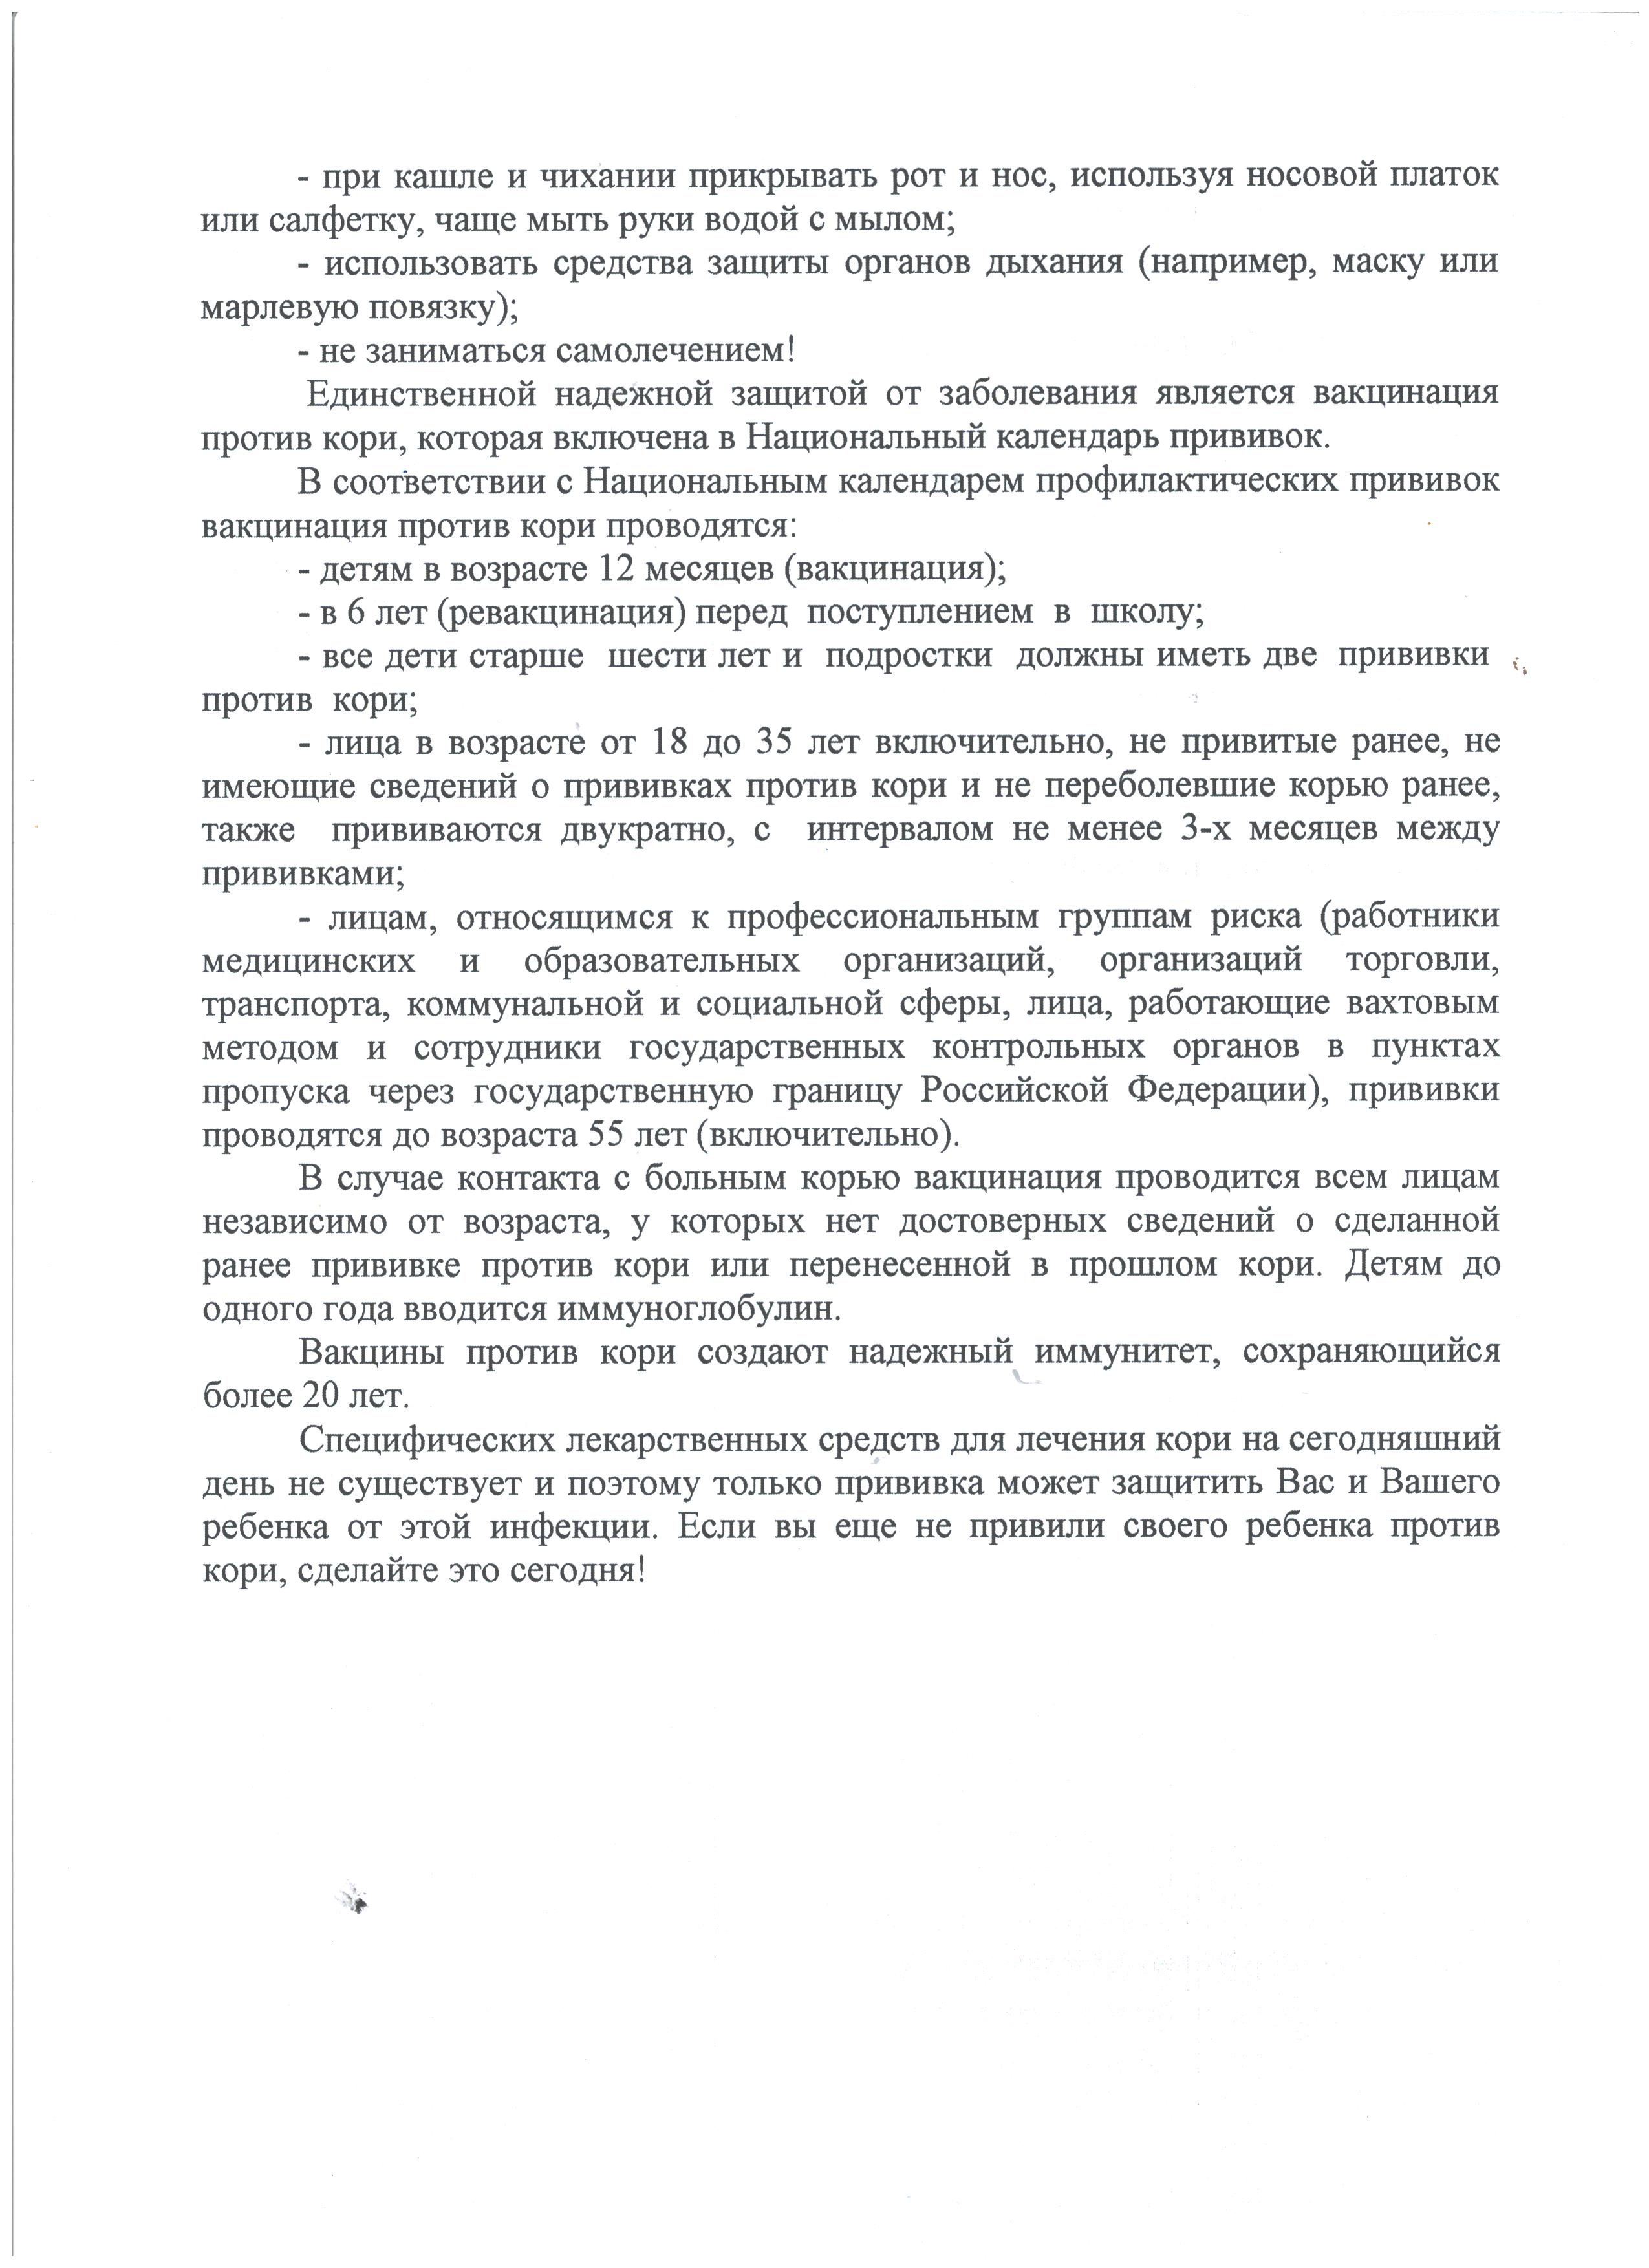 - при кашле и чихании прикрывать рот и нос, используя носовой платок
или салфетку, чаще мыть руки водой с мылом;
- использовать средства защиты органов дыхания (например, маску или
марлевую повязку);
- не заниматься самолечением!
Единственной надежной защитой от заболевания является вакцинация
против кори, которая включена в Национальный календарь прививок.
В соответствии с Национальным календарем профилактических прививок
вакцинация против кори проводятся:
- детям в возрасте 12 месяцев (вакцинация);
- в 6 лет (ревакцинация) перед поступлением в школу;
- все дети старше шести лет и подростки должны иметь две прививки
против кори;
- лица в возрасте от 18 до 35 лет включительно, не привитые ранее, не
имеющие сведений о прививках против кори и не переболевшие корью ранее,
также прививаются двукратно, с интервалом не менее 3-х месяцев между
прививками;
- лицам, относящимся к профессиональным группам риска (работники
медицинских и образовательных организаций, организаций торговли,
транспорта, коммунальной и социальной сферы, лица, работающие вахтовым
методом и сотрудники государственных контрольных органов в пунктах
пропуска через государственную границу Российской Федерации), прививки
проводятся до возраста 55 лет (включительно).
В случае контакта с больным корью вакцинация проводится всем лицам
независимо от возраста, у которых нет достоверных сведений о сделанной
ранее прививке против кори или перенесенной в прошлом кори. Детям до
одного года вводится иммуноглобулин.
Вакцины против кори создают надежный иммунитет, сохраняющийся
более 20 лет.
Специфических лекарственных средств для лечения кори на сегодняшний
день не существует и поэтому только прививка может защитить Вас и Вашего
ребенка от этой инфекции. Если вы еще не привили своего ребенка против
кори, сделайте это сегодня!